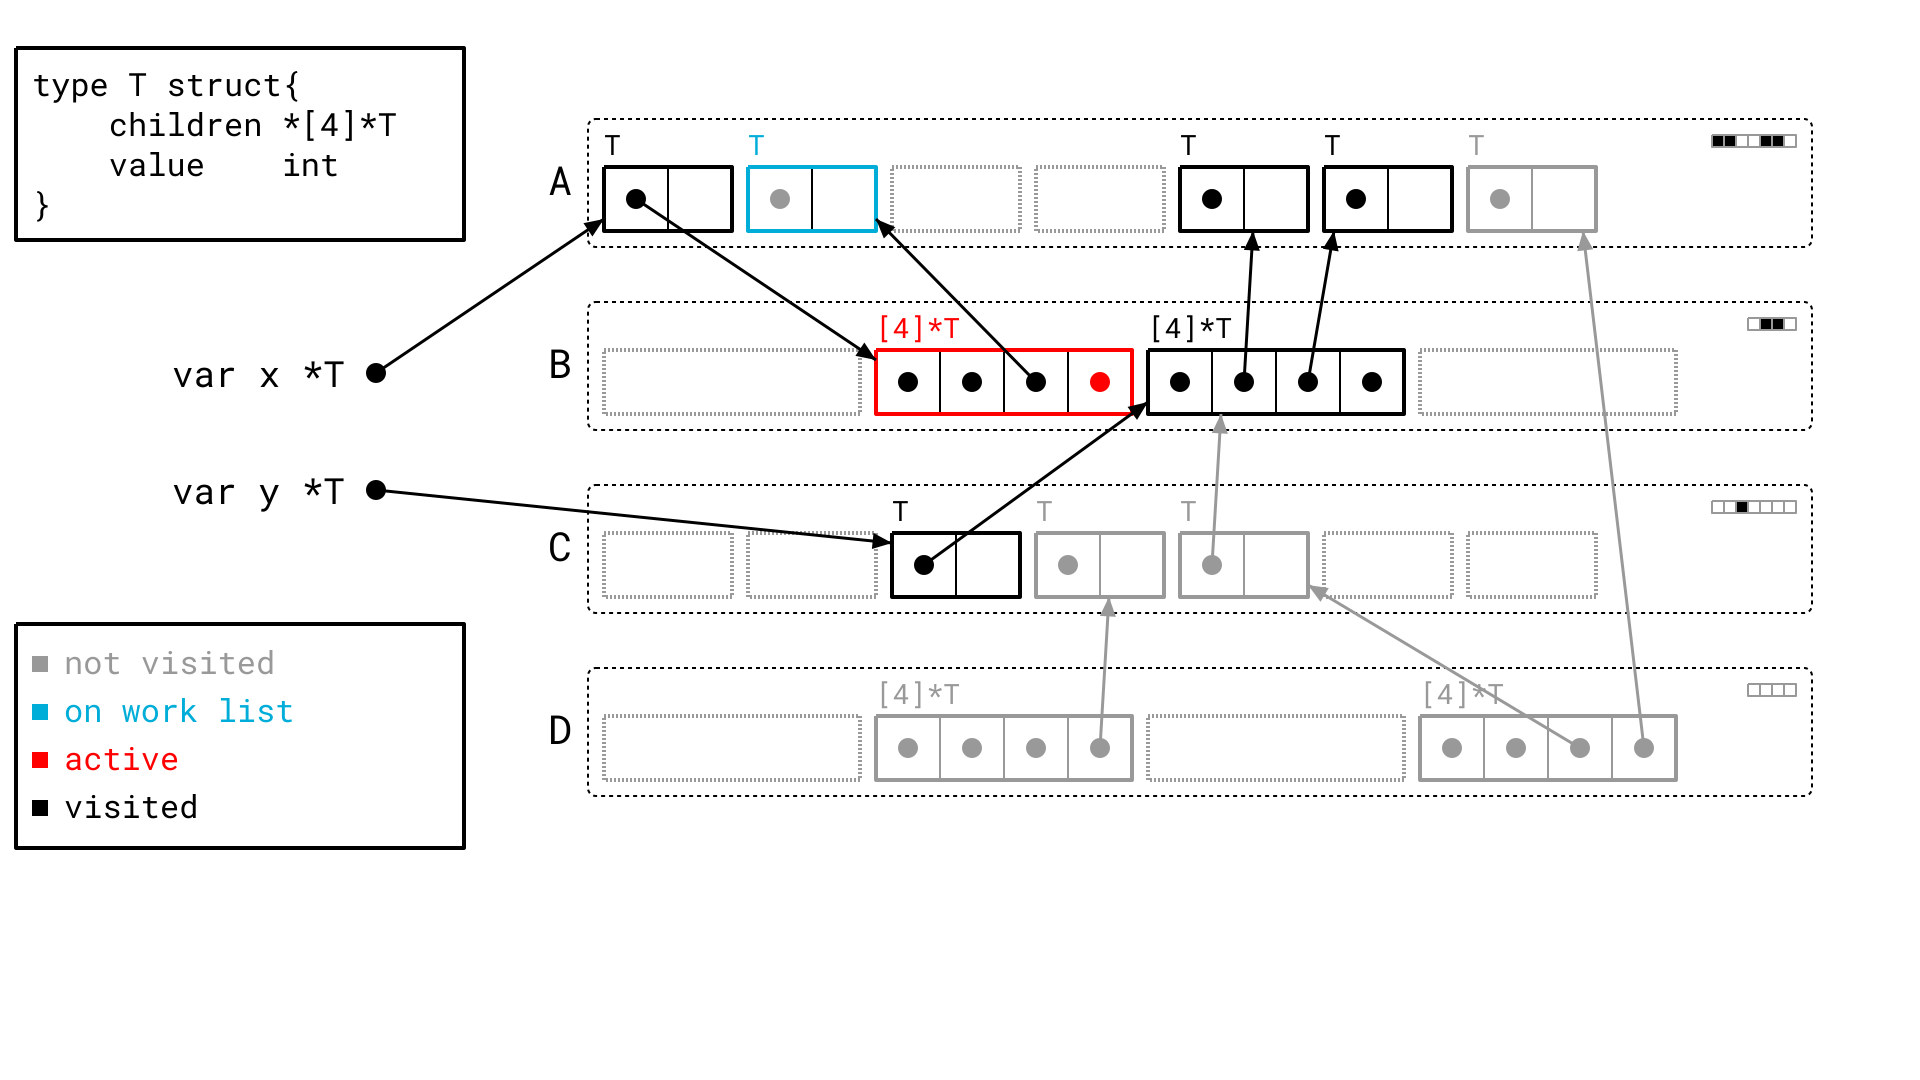 type T struct{
    children *[4]*T
    value    int
}
T T T T T
A
[4]*T [4]*T
B
var x *T
var y *T
T T T
C
[4]*T [4]*T
D
not visited
on work list
active
visited